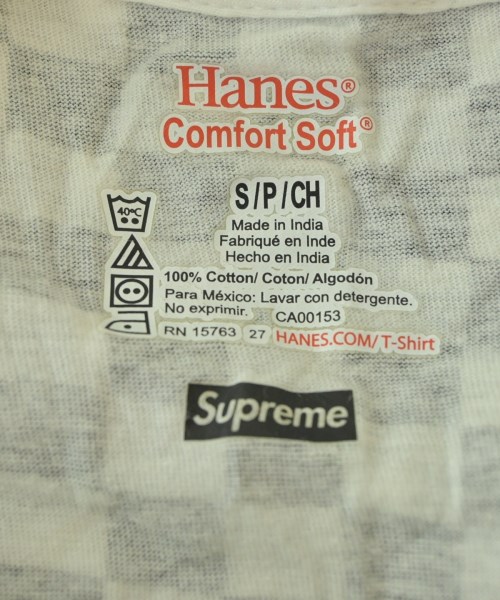 Hanes®
Comfort Soft®
S/P/CH
Made in India
Fabriqué en Inde
Hecho en India
40ºC
100% Cotton/ Coton/ Algodón
Para México: Lavar con detergente.
No exprimir. CA00153
RN 15763 27 HANES.COM/T-Shirt
Supreme